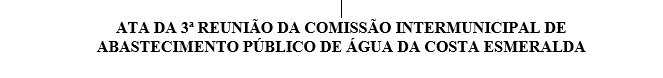 ATA DA 3ª REUNIÃO DA COMISSÃO INTERMUNICIPAL DE
ABASTECIMENTO PÚBLICO DE ÁGUA DA COSTA ESMERALDA